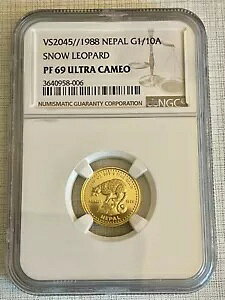 VS2045//1988 NEPAL G1/10A
SNOW LEOPARD
PF 69 ULTRA CAMEO
3640958-006
NUMISMATIC GUARANTY CORPORATION
NGC
NEPAL